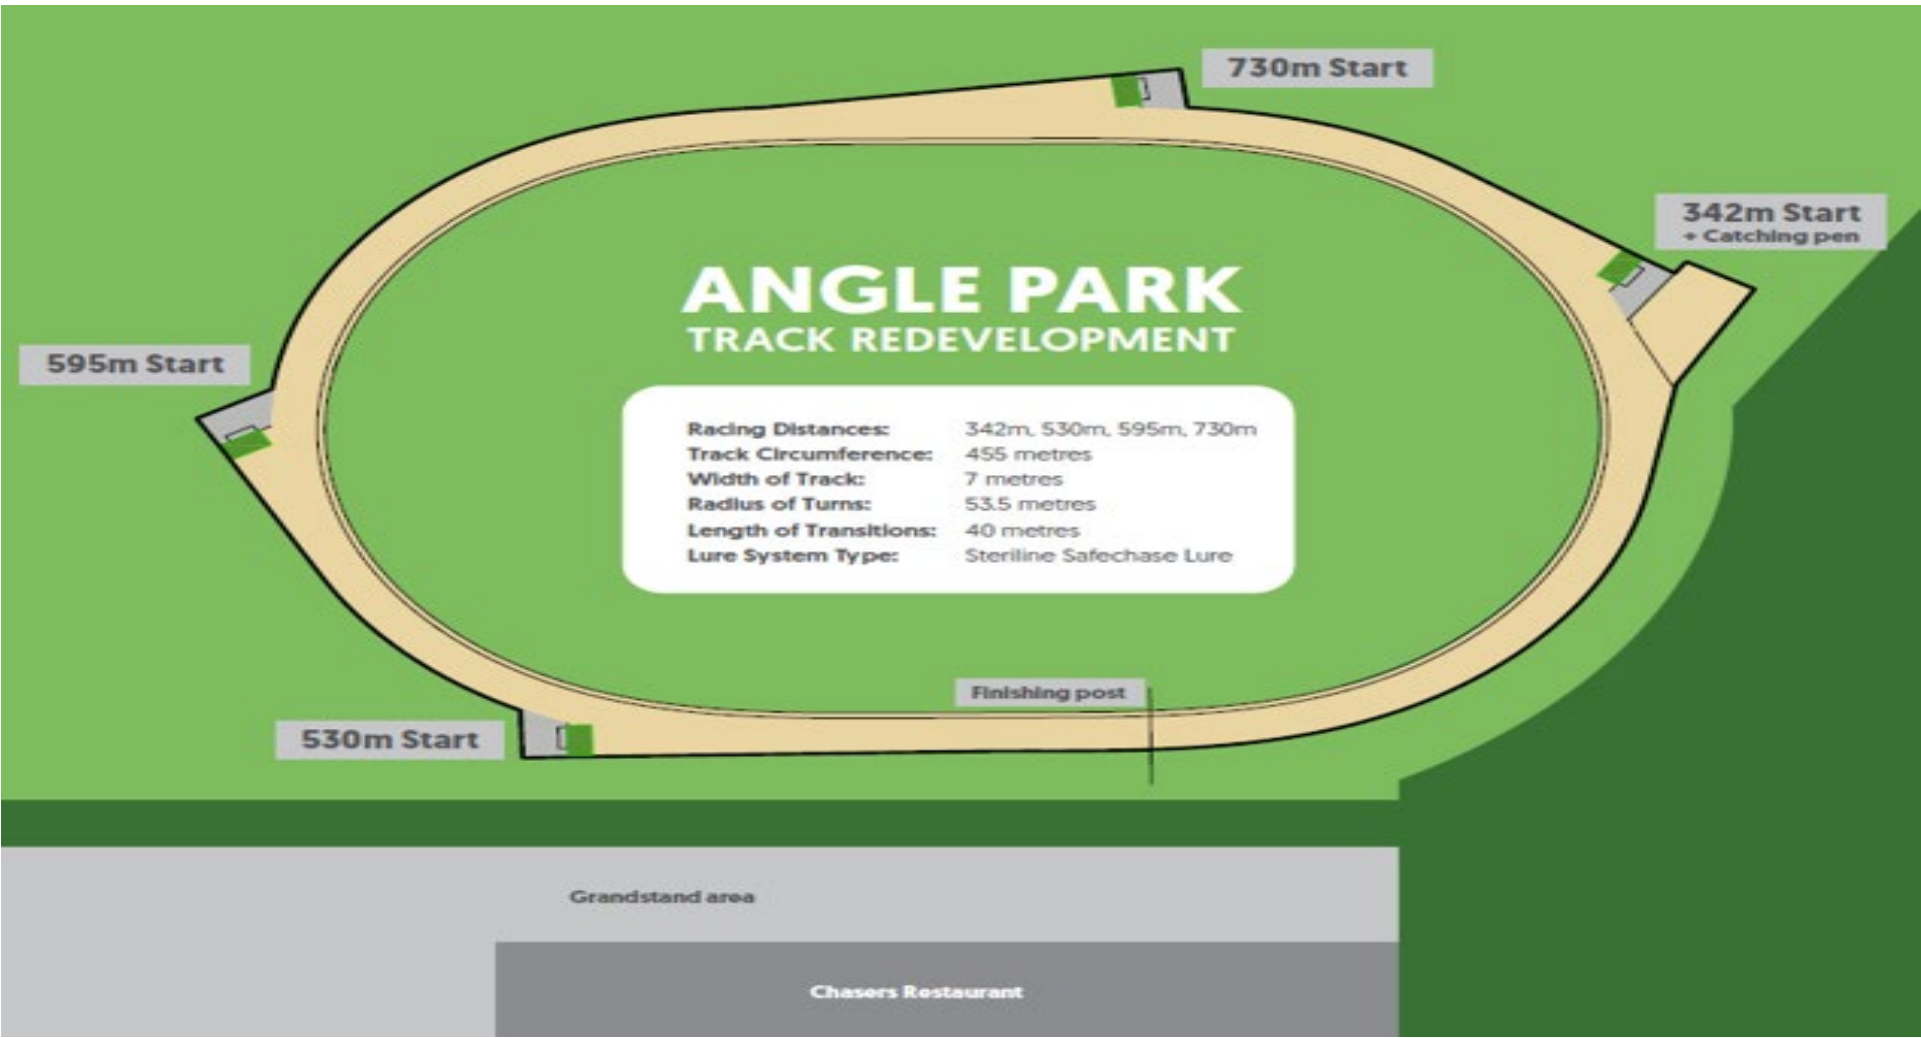 730m Start
342m Start
+ Catching pen
ANGLE PARK
TRACK REDEVELOPMENT
595m Start
Racing Distances: 342m, 530m, 595m, 730m
Track Circumference: 455 metres
Width of Track: 7 metres
Radius of Turns: 53.5 metres
Length of Transitions: 40 metres
Lure System Type: Steriline Safechase Lure
Finishing post
530m Start
Grandstand area
Chasers Restaurant